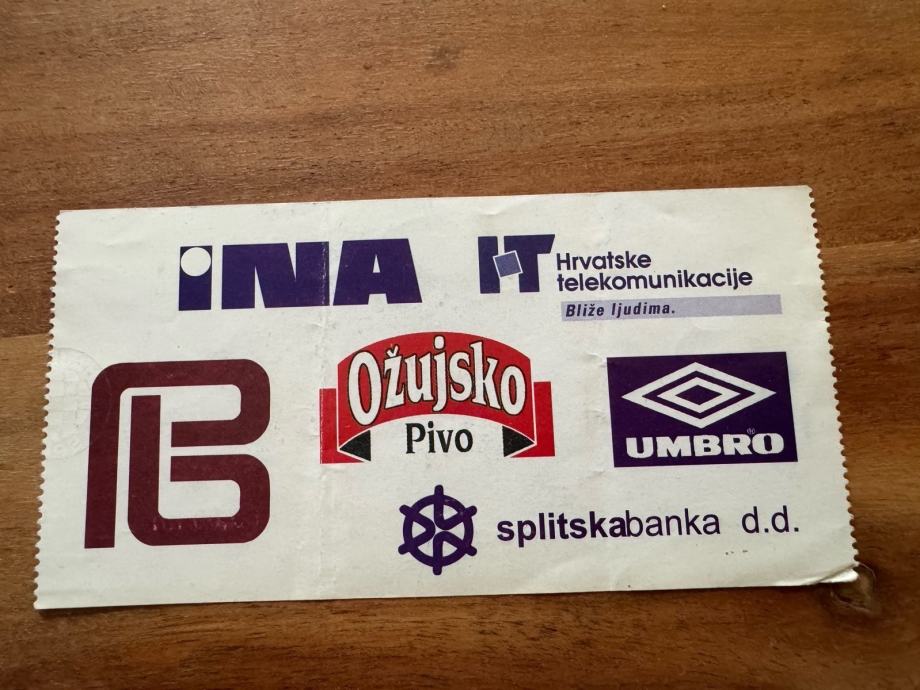 INA
HT Hrvatske
telekomunikacije
Bliže ljudima.
Ožujsko
Pivo
UMBRO®
splitskabanka d.d.